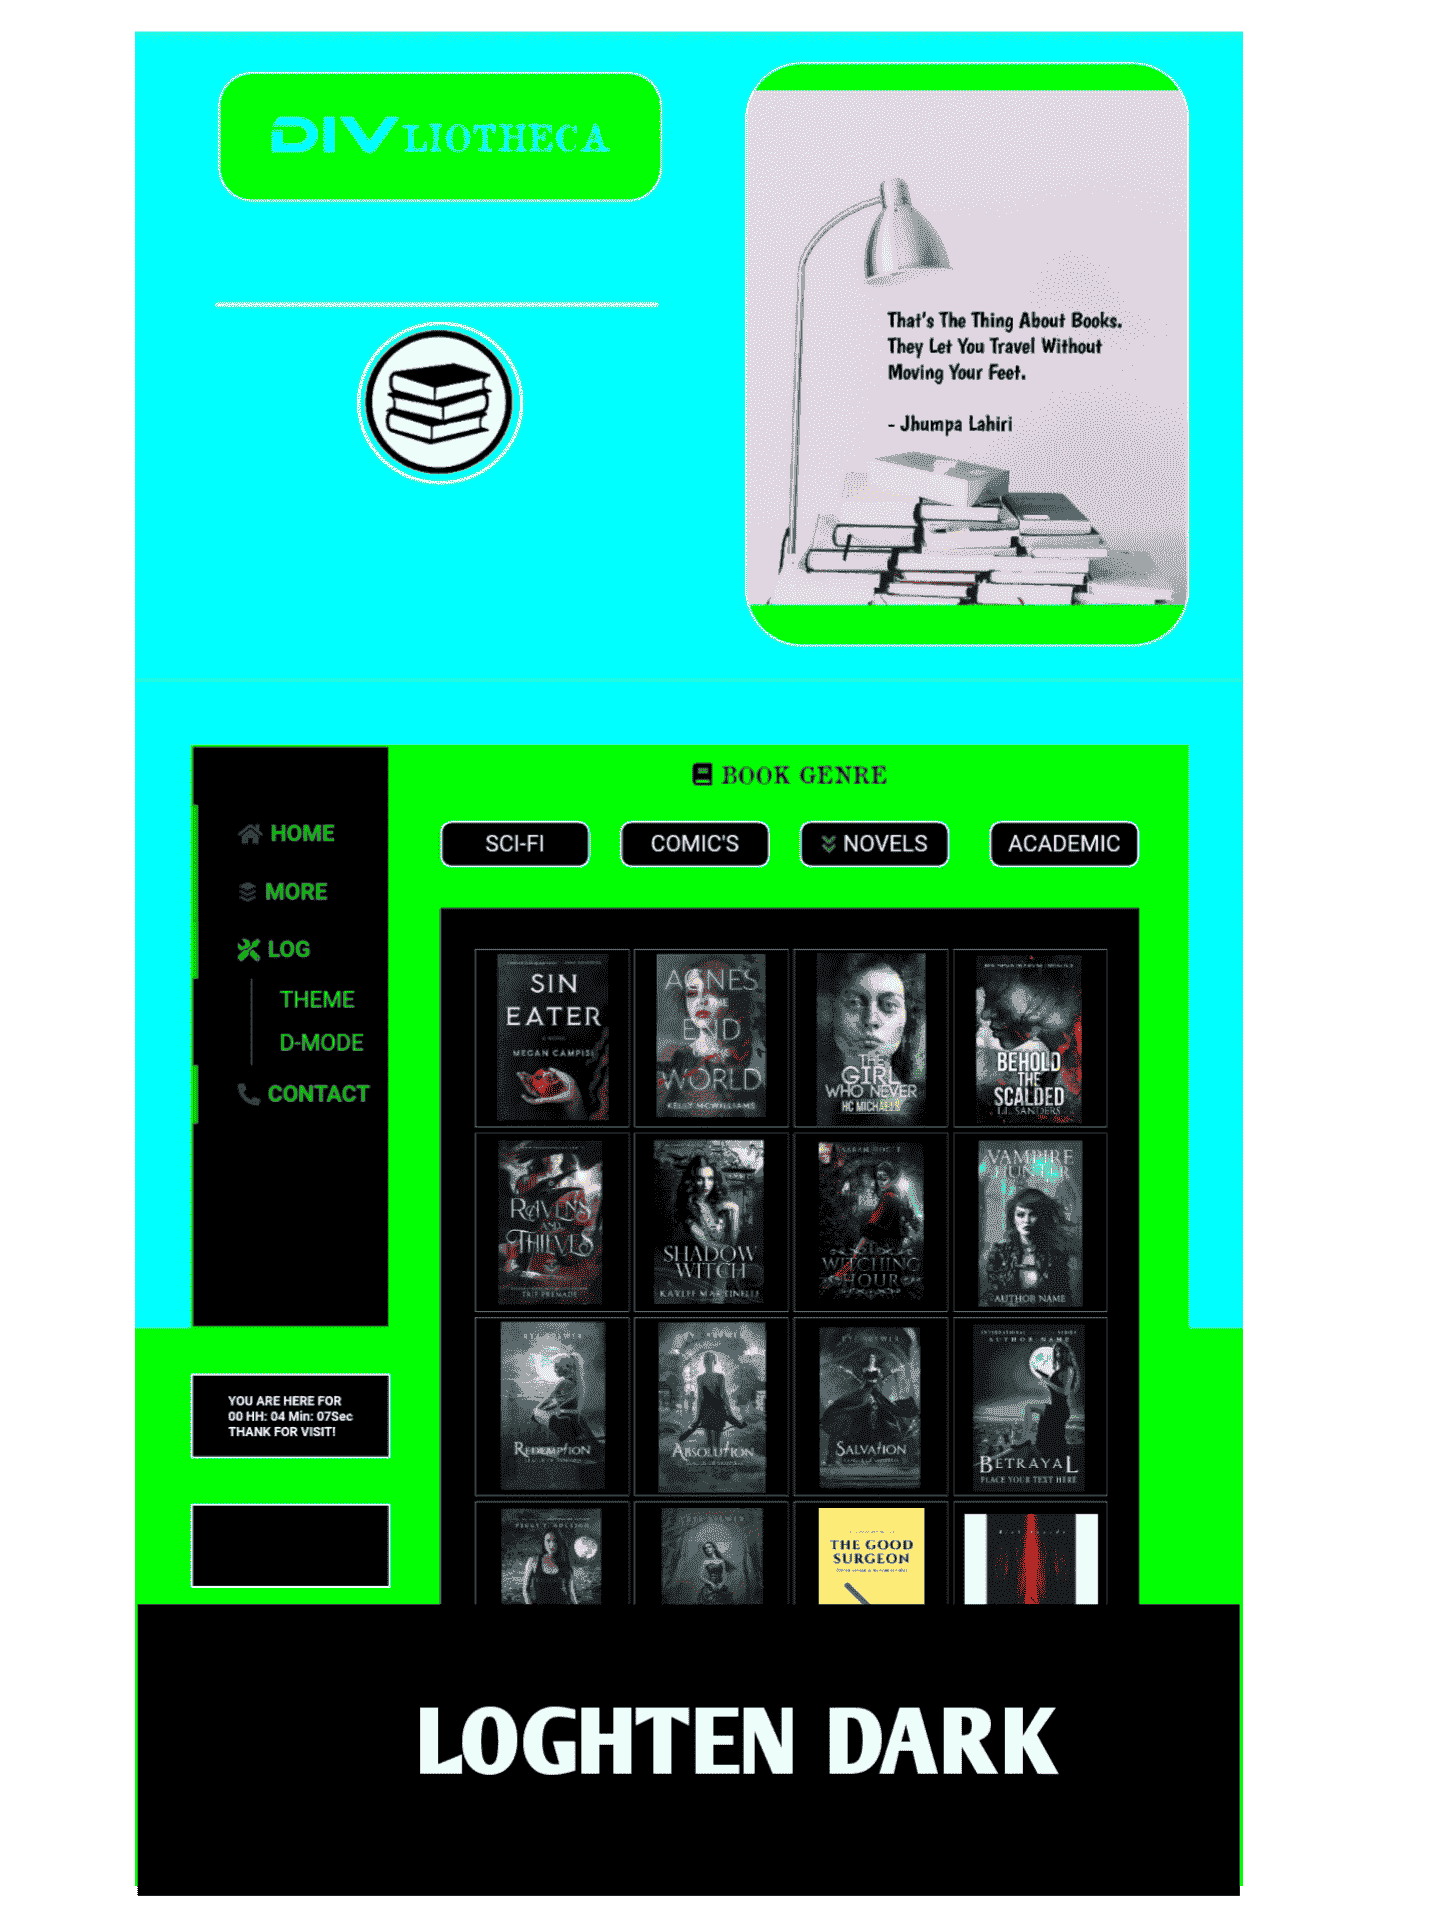 DIVLIOTHECA
That's The Thing About Books.
They Let You Travel Without
Moving Your Feet.
- Jhumpa Lahiri
BOOK GENRE
HOME
MORE
LOG
THEME
D-MODE
CONTACT
SCI-FI
COMIC'S
NOVELS
ACADEMIC
SIN
EATER
A NOVEL
MEGAN CAMPISI
AGNES
THE
END
WORLD
KELLY MCWILLIAMS
THE
GIRL
WHO NEVER
HC MICHAELS
BEHOLD
THE
SCALDED
SANDERS
RAVENS
AND
THIEVES
SHADOW
WITCH
KAYLEE MARTINELLI
WITCHING
HOUR
VAMPIRE
HUNTER
AUTHOR NAME
REDEMPTION
ABSOLUTION
SALVATION
AUTHOR NAME
BETRAYAL
PLACE YOUR TEXT HERE
THE GOOD
SURGEON
YOU ARE HERE FOR
00 HH: 04 Min: 07Sec
THANK FOR VISIT!
LOGHTEN DARK